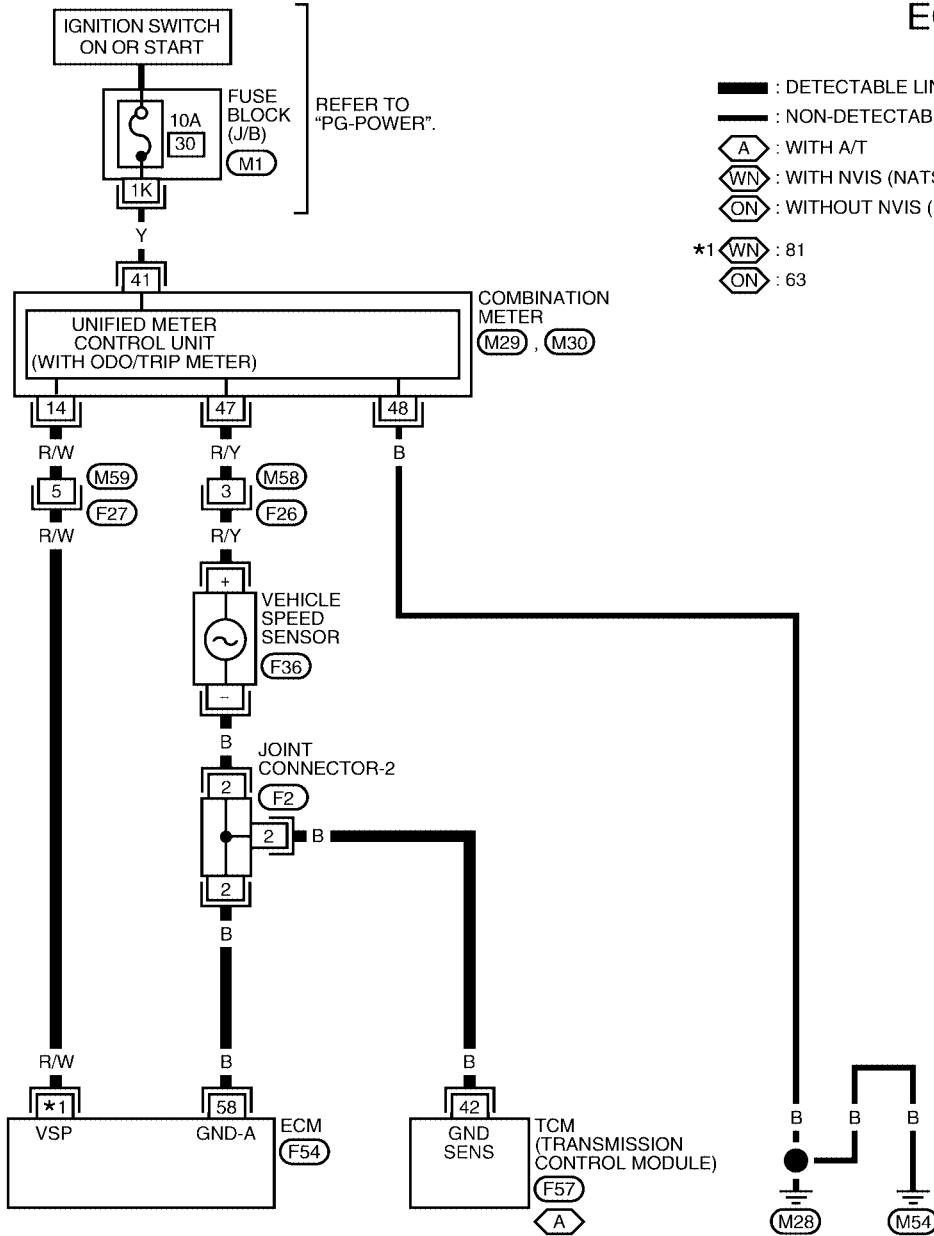 IGNITION SWITCH
ON OR START
10A
30
FUSE
BLOCK
(J/B)
M1
REFER TO
"PG-POWER".
1K
Y
41
: DETECTABLE
: WITH A/T
A
WN : WITH NVIS
ON : WITHOUT NVIS (
*1 WN : 81
ON : 63
COMBINATION
METER
M29 , M30
UNIFIED METER
CONTROL UNIT
(WITH ODO/TRIP METER)
14
47
48
R/W
R/Y
B
5
M59
F27
3
M58
F26
R/W
R/Y
+
VEHICLE
SPEED
SENSOR
F36
–
B
JOINT
CONNECTOR-2
2
F2
2
B
2
B
R/W
B
B
*1
58
42
VSP
GND-A
ECM
F54
GND
SENS
TCM
(TRANSMISSION
CONTROL MODULE)
F57
A
B
B
B
M28
M54